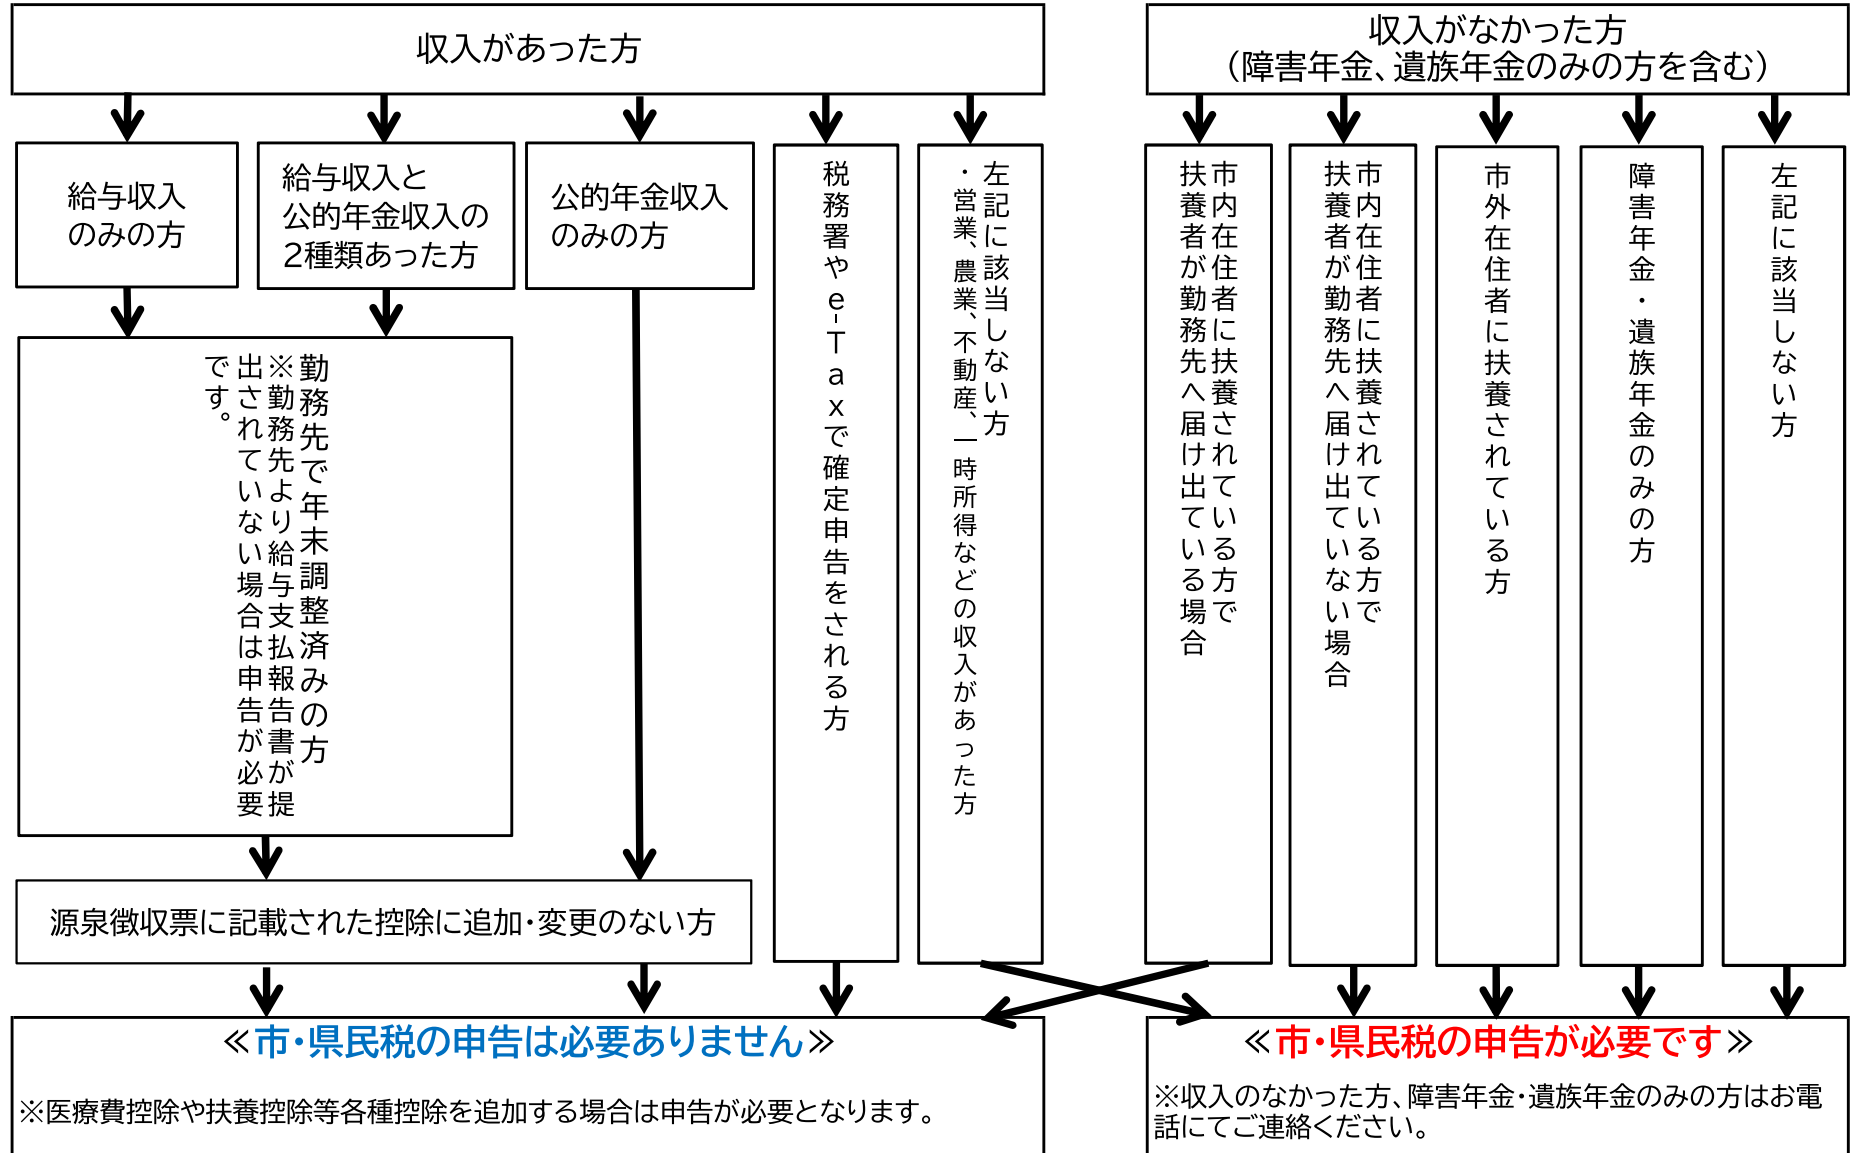 収入があった方
給与収入
のみの方
給与収入と
公的年金収入の
2種類あった方
公的年金収入
のみの方
税務署やe-Taxで確定申告をされる方
左記に該当しない方
・営業、農業、不動産、一時所得などの収入があった方
勤務先で年末調整済みの方
※勤務先より給与支払報告書が提
出されていない場合は申告が必要
です。
源泉徴収票に記載された控除に追加・変更のない方
≪市・県民税の申告は必要ありません≫
※医療費控除や扶養控除等各種控除を追加する場合は申告が必要となります。
収入がなかった方
（障害年金、遺族年金のみの方を含む）
市内在住者に扶養されている方で
扶養者が勤務先へ届け出ている場合
市内在住者に扶養されている方で
扶養者が勤務先へ届け出ていない場合
市外在住者に扶養されている方
障害年金・遺族年金のみの方
左記に該当しない方
≪市・県民税の申告が必要です≫
※収入のなかった方、障害年金・遺族年金のみの方はお電
話にてご連絡ください。